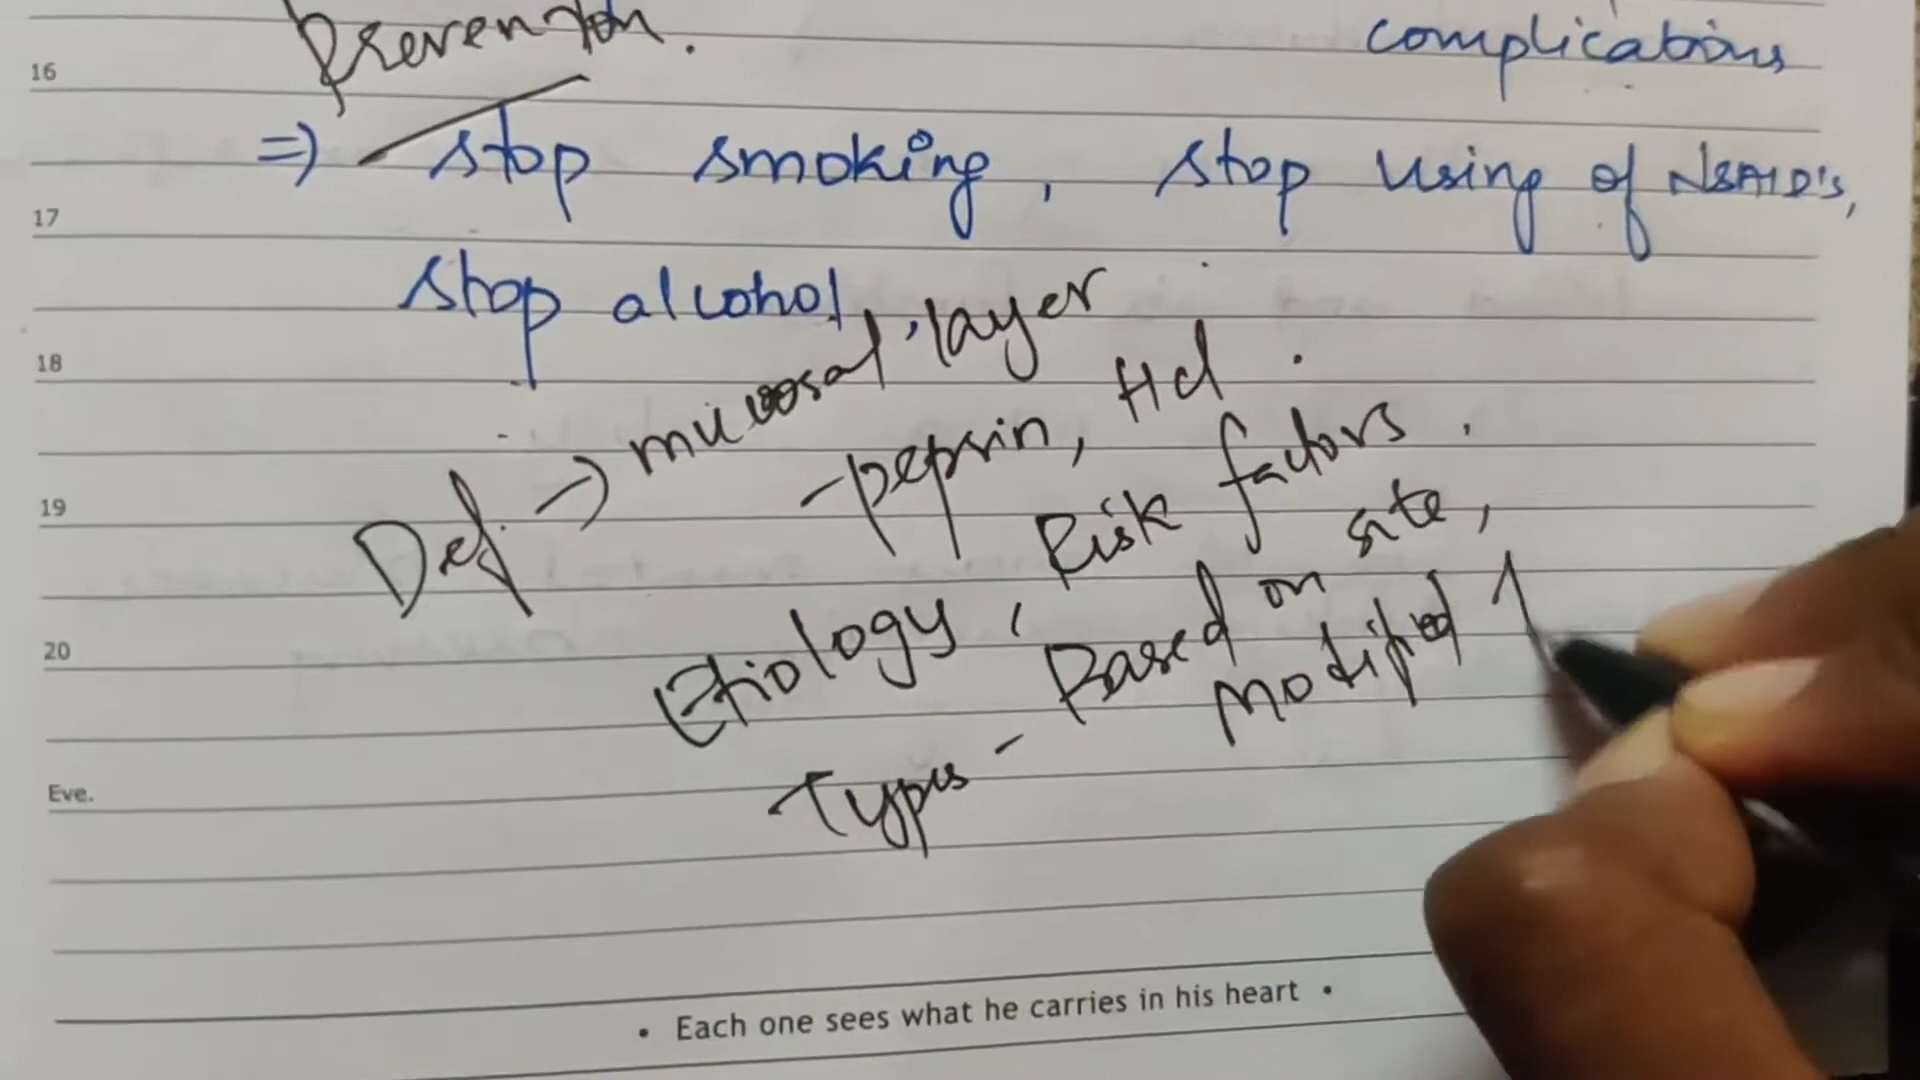 complications
Prevention.
16
=> stop smoking, stop using of NSAID's,
17
stop alcohol,
18
Def. -> mucosal layer
-pepsin, Hcl.
19
Etiology, Risk factors.
20
Types - Based on site,
Modified
Eve.
• Each one sees what he carries in his heart •